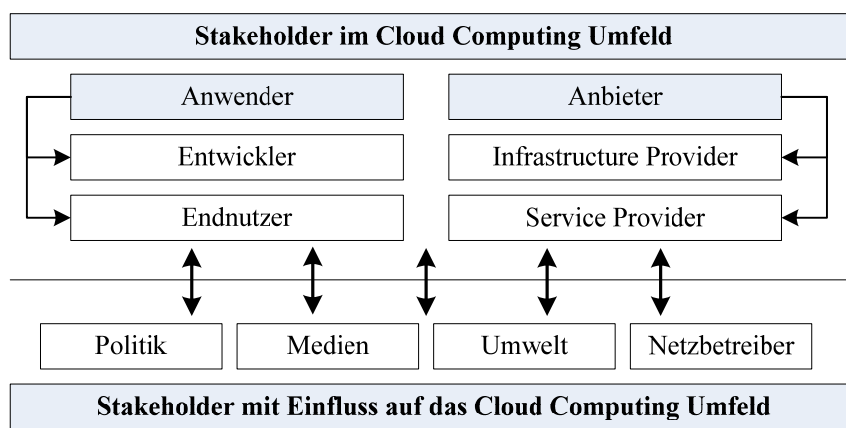 Stakeholder im Cloud Computing Umfeld
Anwender
Anbieter
Entwickler
Infrastructure Provider
Endnutzer
Service Provider
Politik
Medien
Umwelt
Netzbetreiber
Stakeholder mit Einfluss auf das Cloud Computing Umfeld